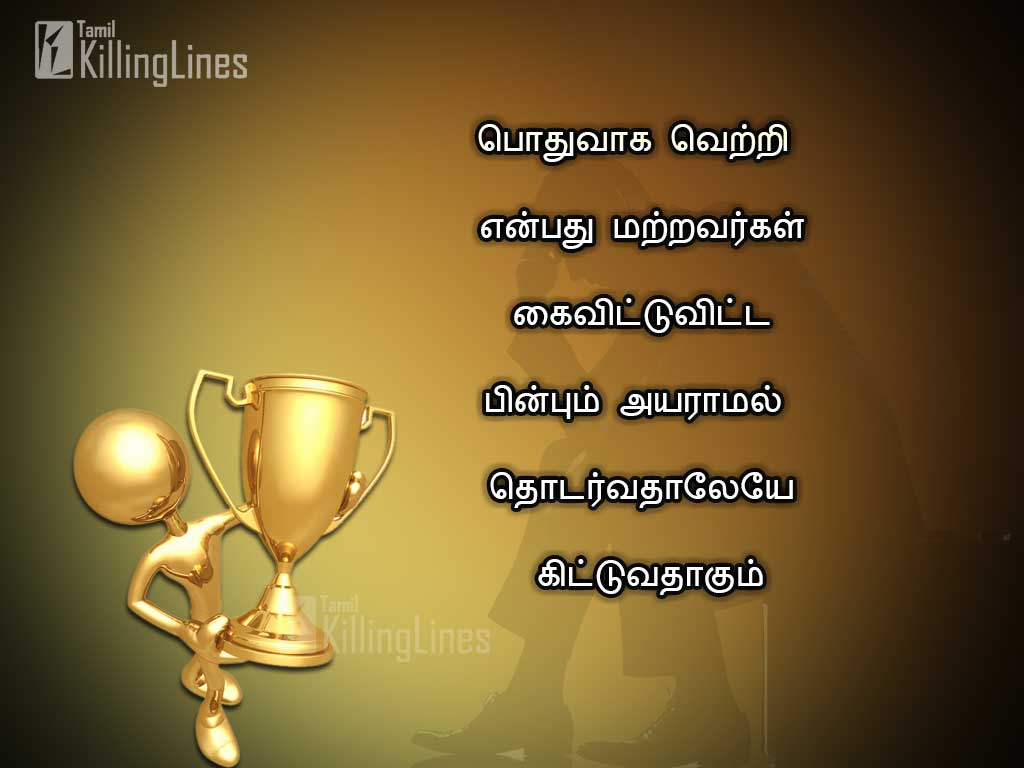 Tamil
KillingLines
பொதுவாக வெற்றி
என்பது மற்றவர்கள்
கைவிட்டுவிட்ட
பின்பும் அயராமல்
தொடர்வதாலேயே
கிட்டுவதாகும்
Tamil
KillingLines